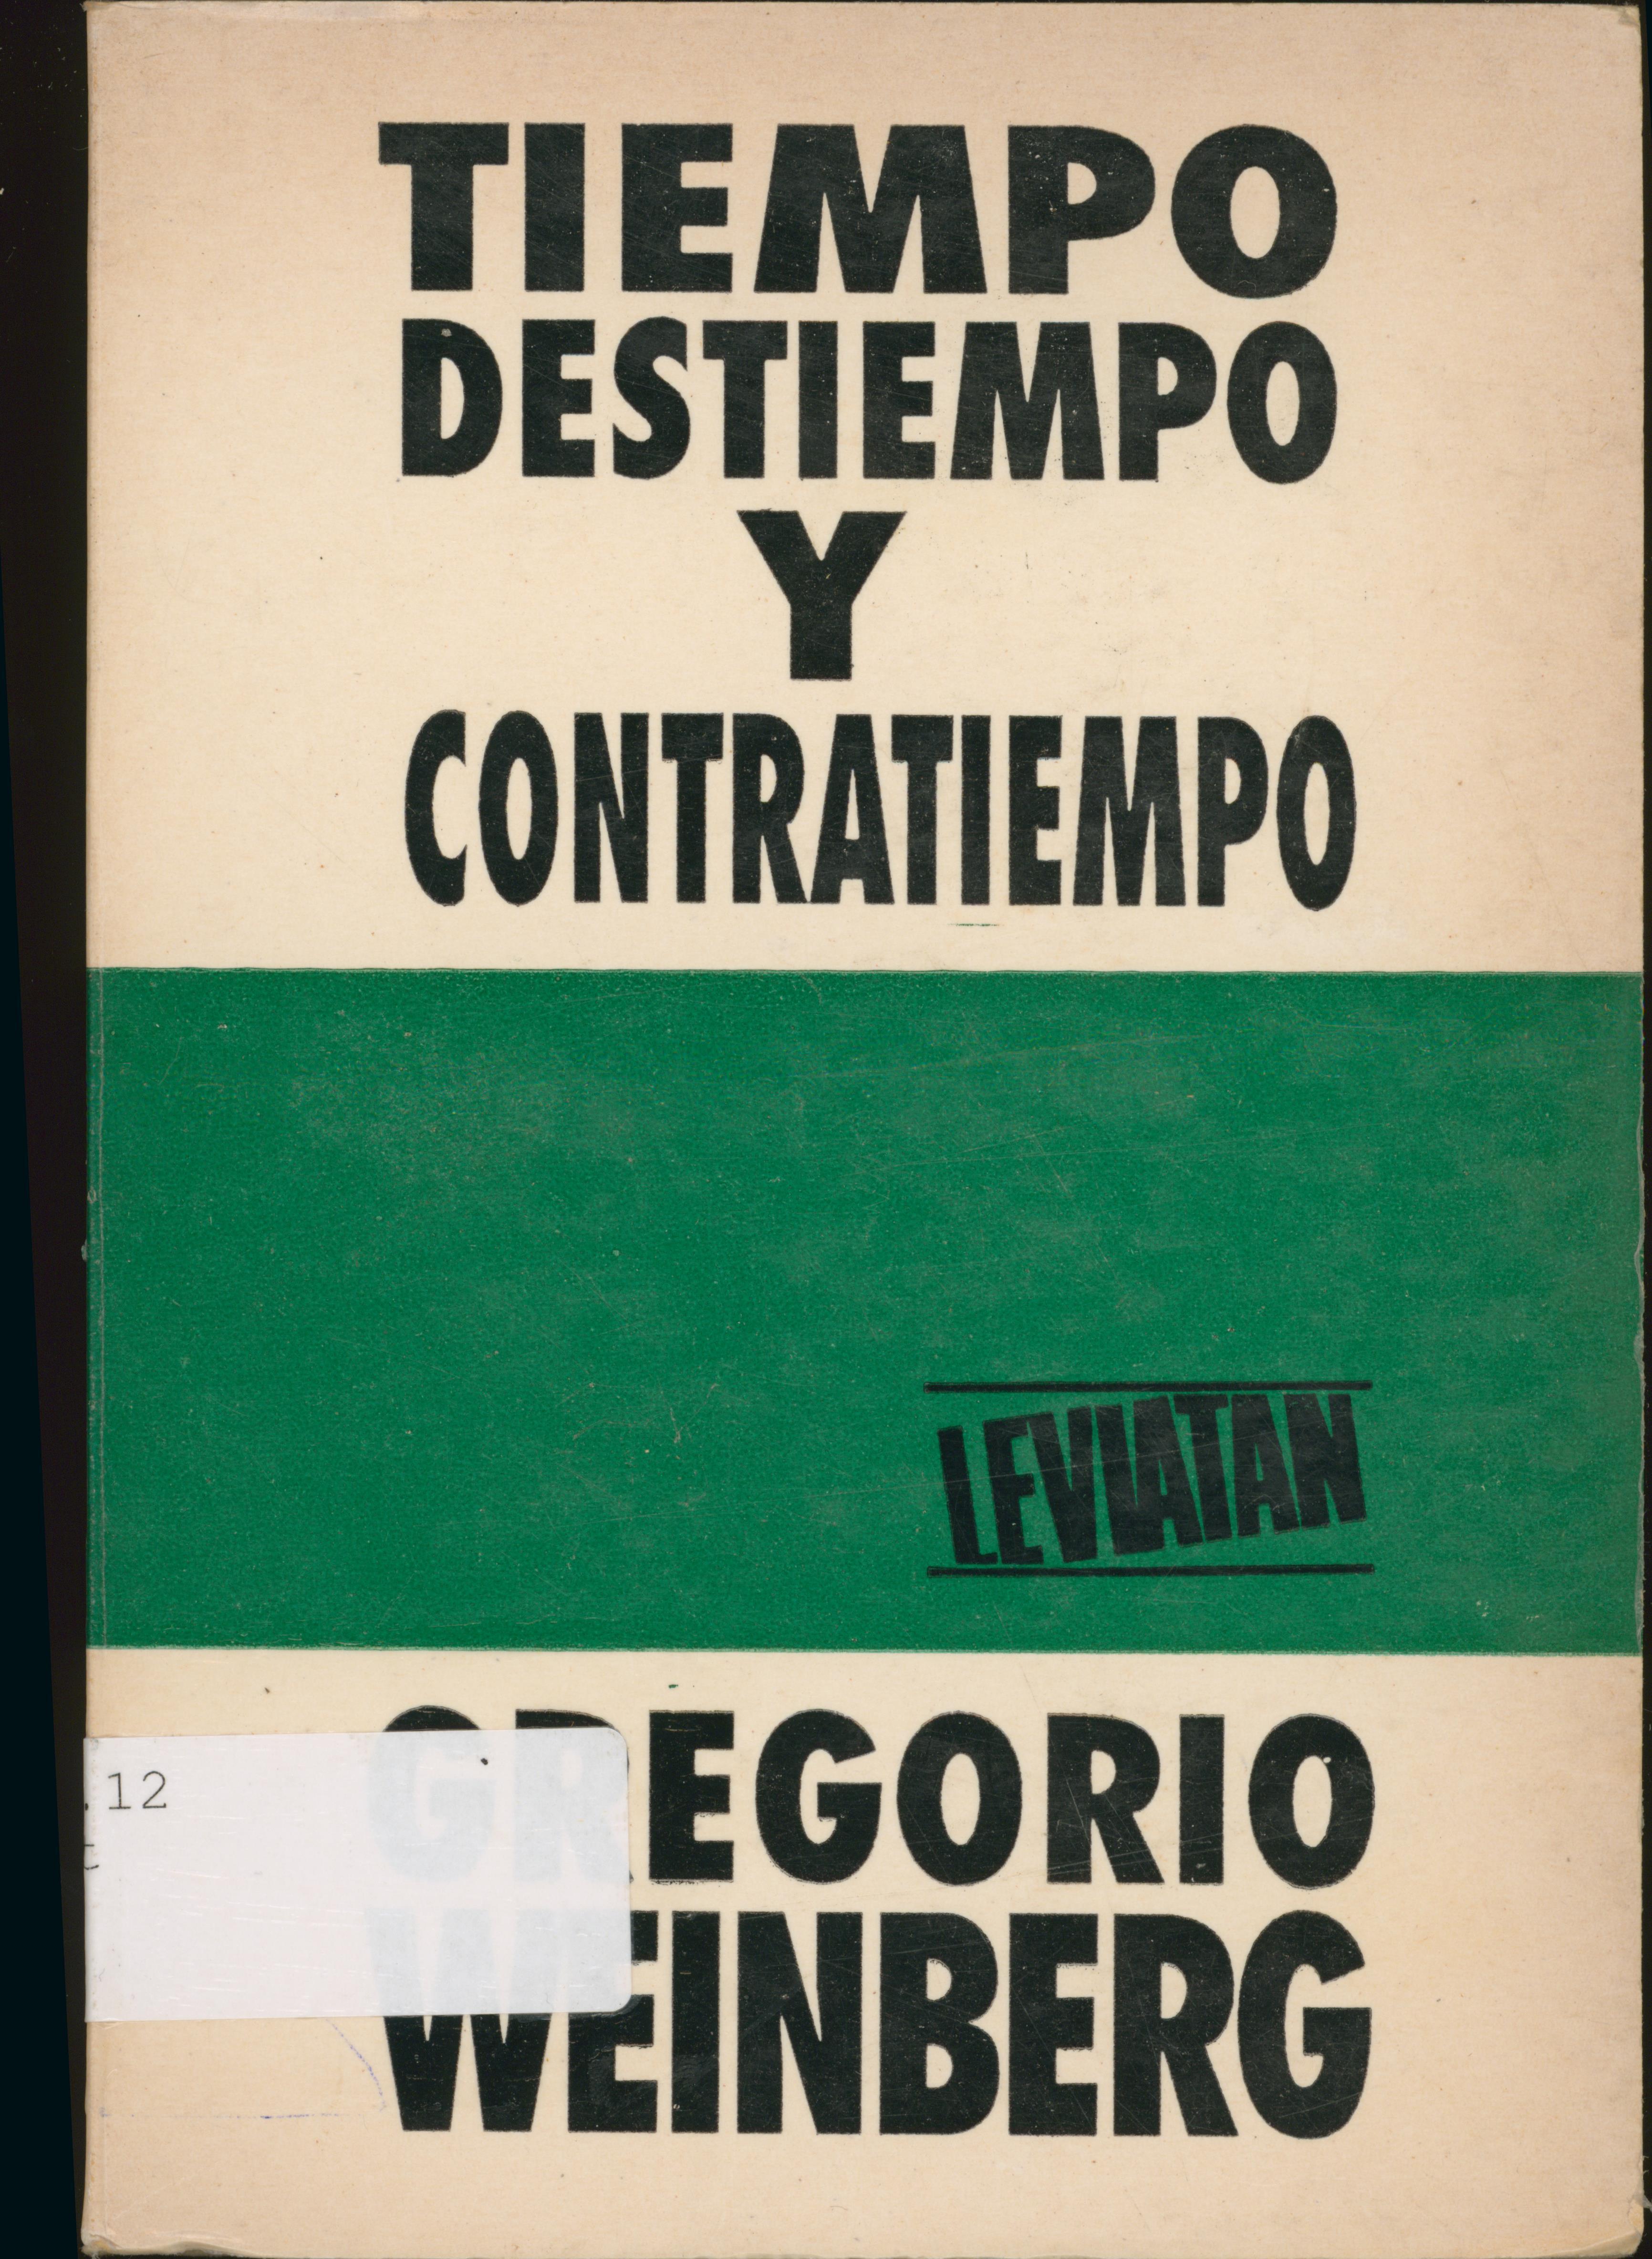 TIEMPO
DESTIEMPO
Y
CONTRATIEMPO
LEVIATAN
GREGORIO
.12
WEINBERG